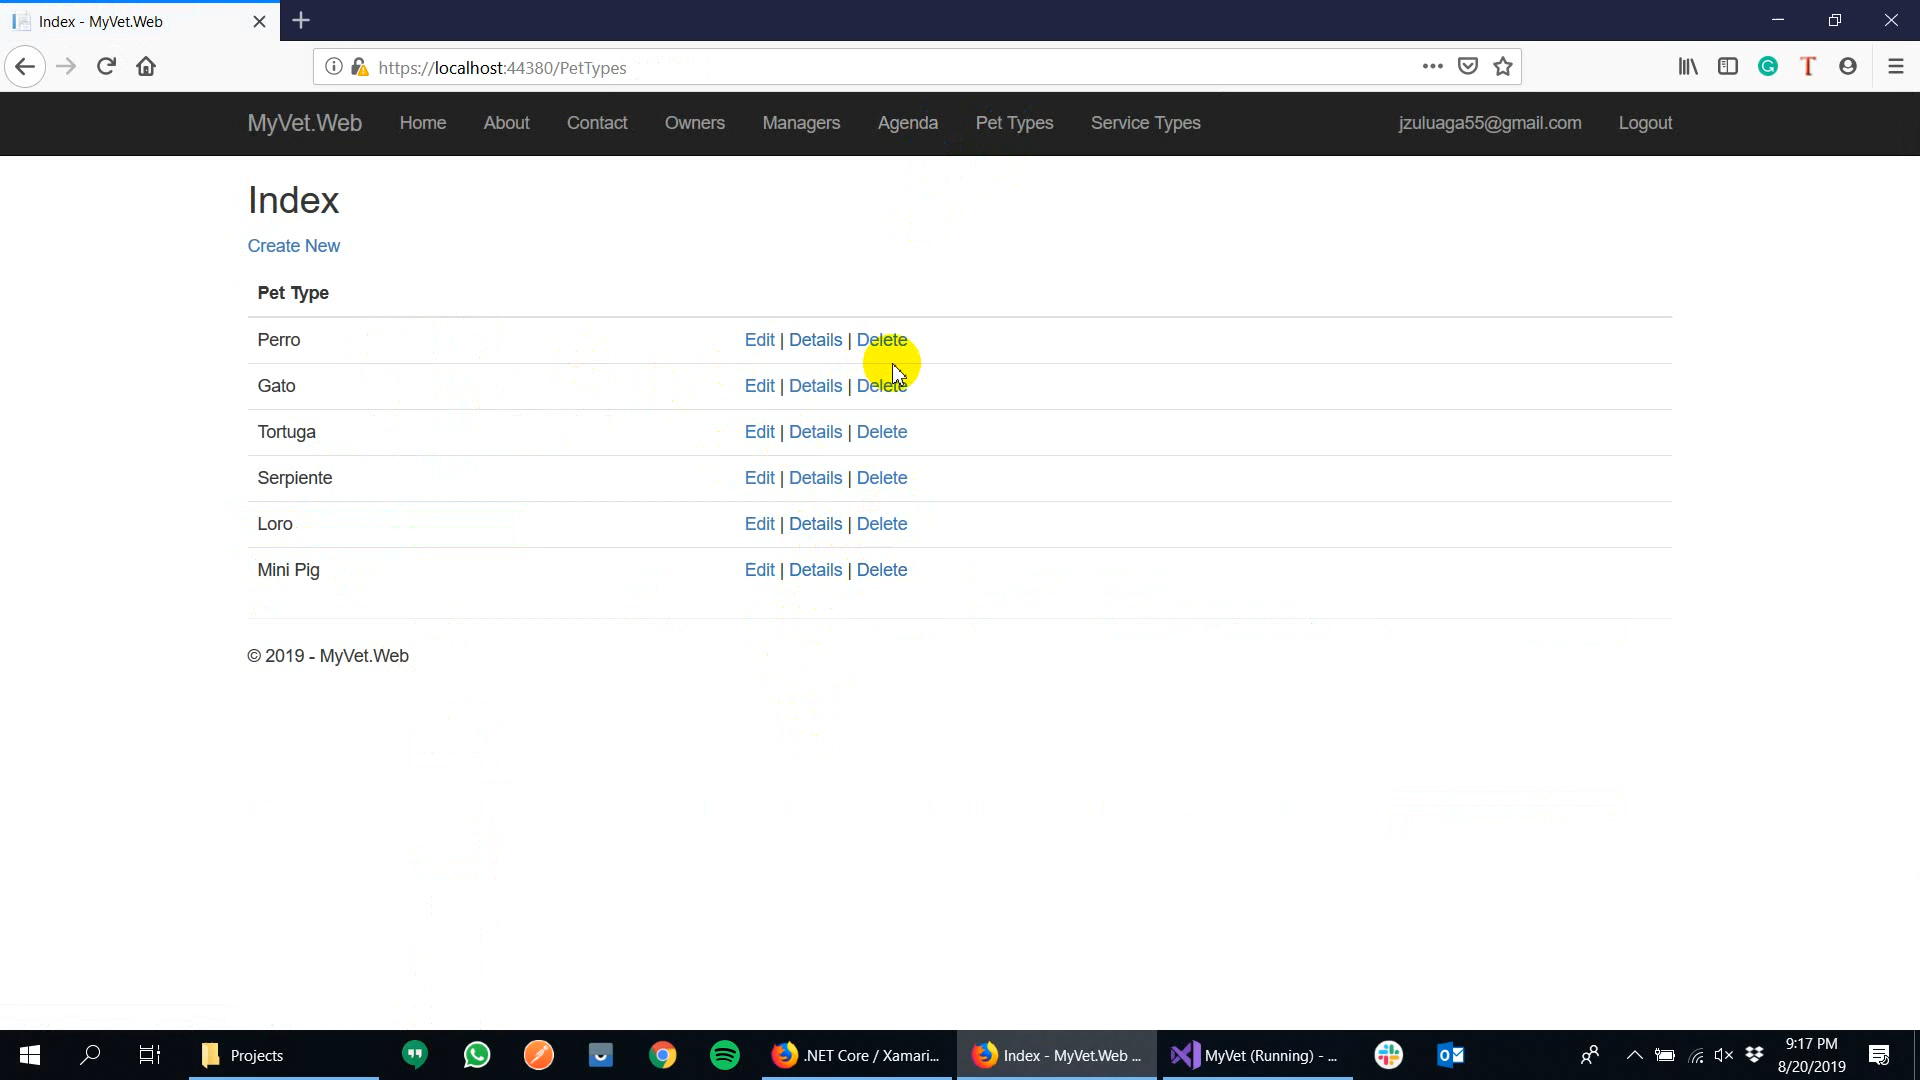 Index - MyVet.Web
https://localhost:44380/PetTypes
MyVet.Web Home About Contact Owners Managers Agenda Pet Types Service Types jzuluaga55@gmail.com Logout
Index
Create New
Pet Type
Perro Edit | Details | Delete
Gato Edit | Details | Delete
Tortuga Edit | Details | Delete
Serpiente Edit | Details | Delete
Loro Edit | Details | Delete
Mini Pig Edit | Details | Delete
© 2019 - MyVet.Web
Projects .NET Core / Xamari... Index - MyVet.Web ... MyVet (Running) - ... 9:17 PM
8/20/2019